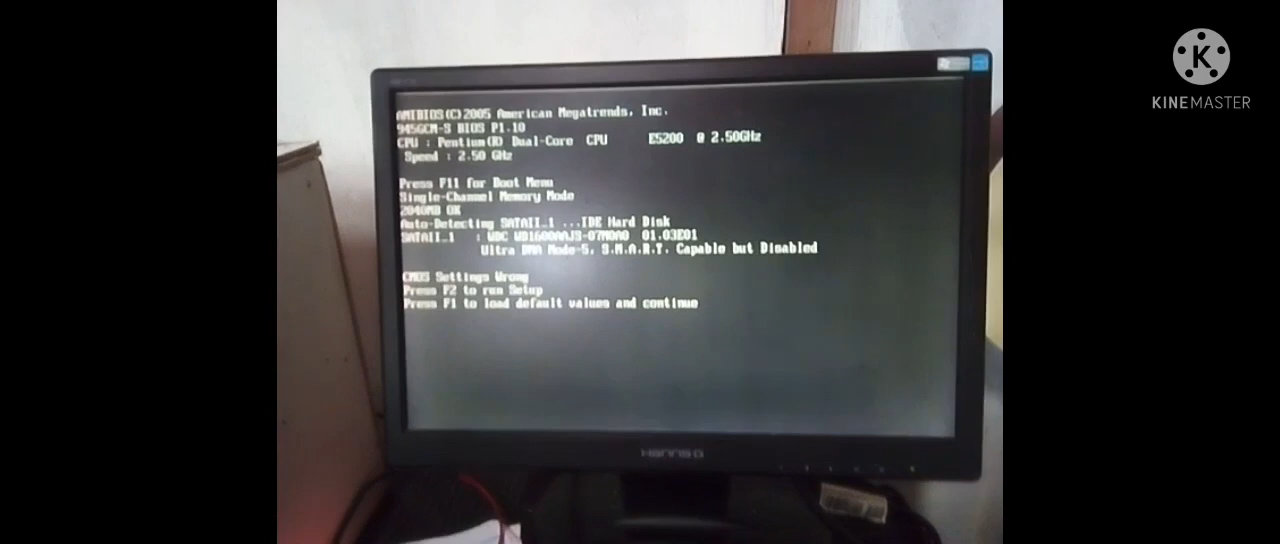 AMIBIOS(C)2005 American Megatrends, Inc.
945GCM-S BIOS P1.10
CPU : Pentium(R) Dual-Core CPU E5200 @ 2.50GHz
Speed : 2.50 GHz
Press F11 for Boot Menu
Single-Channel Memory Mode
2040MB OK
Auto-Detecting SATAII_1 ...IDE Hard Disk
SATAII_1 : WDC WD1600AAJS-07M0A0 01.03E01
Ultra DMA Mode-5, S.M.A.R.T. Capable but Disabled
CMOS Settings Wrong
Press F2 to run Setup
Press F1 to load default values and continue
HANNS G
K
KINEMASTER